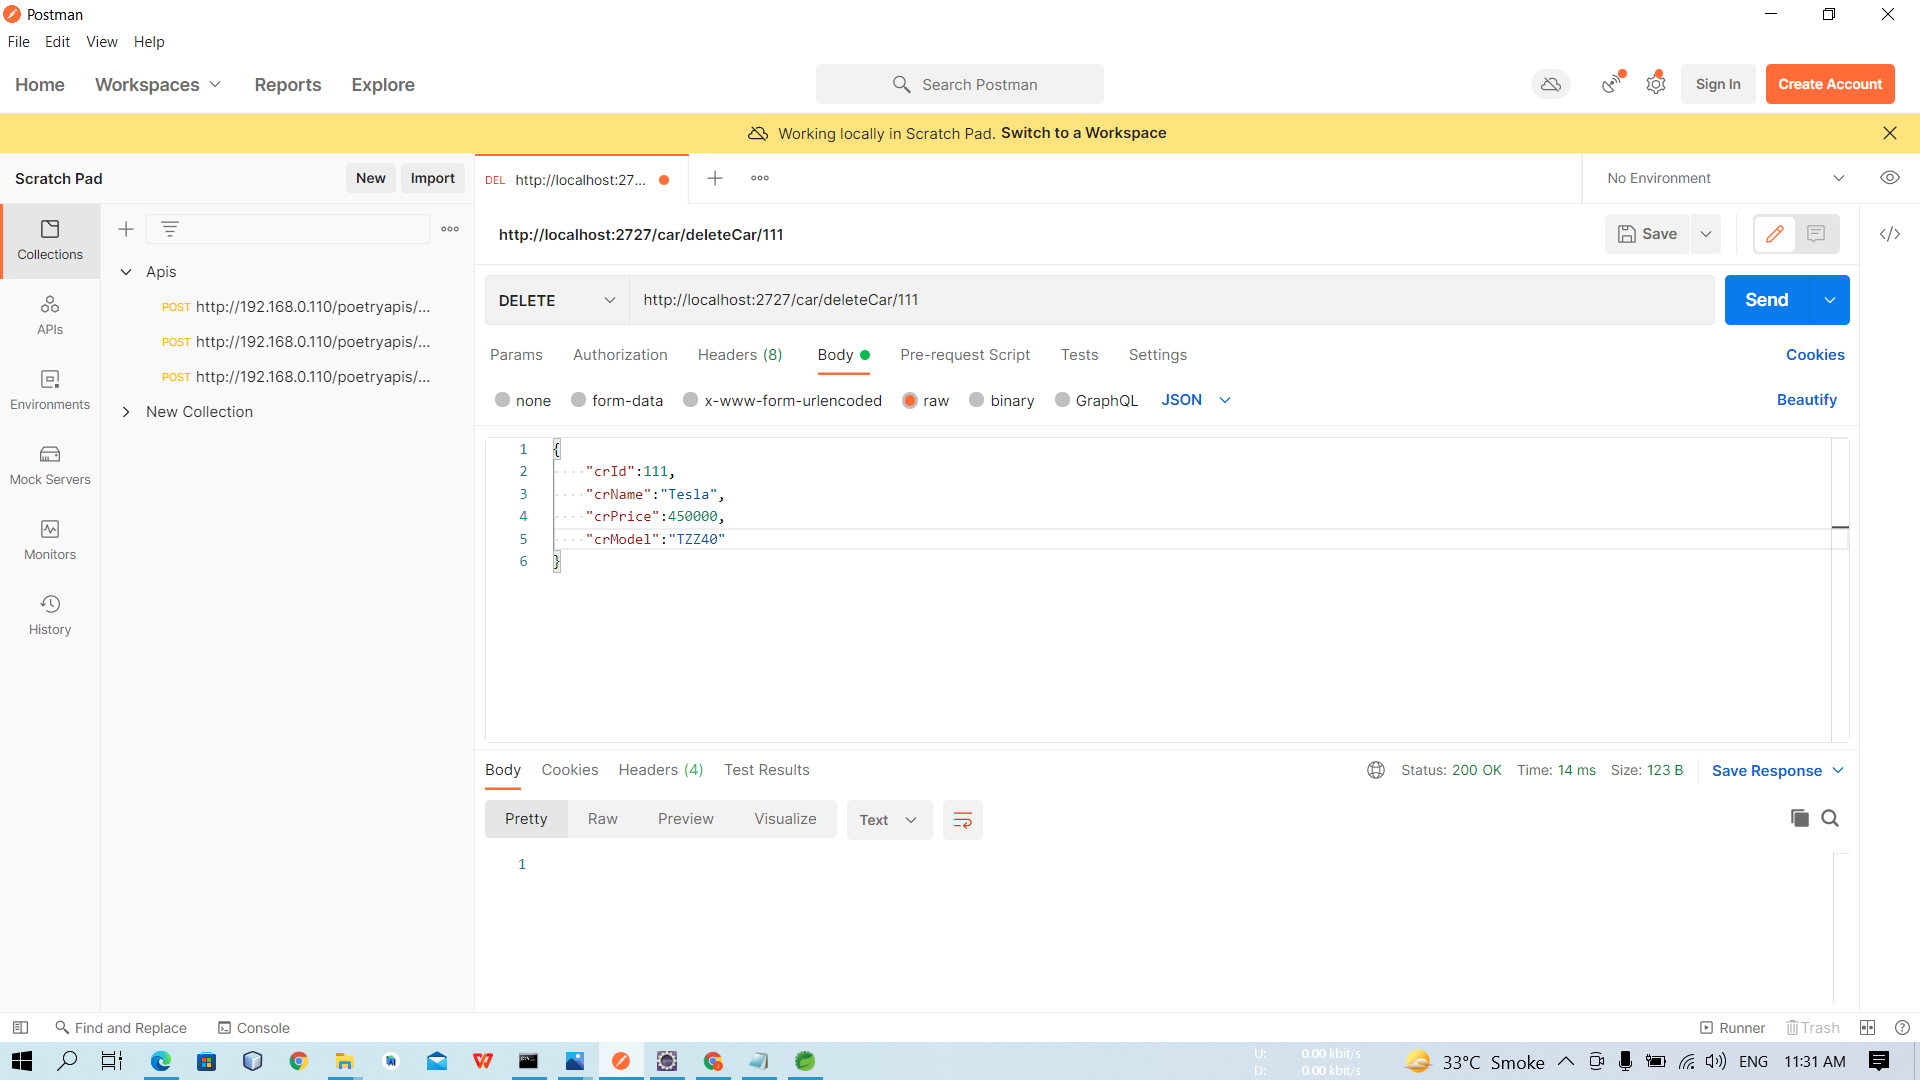 Postman
File Edit View Help
Home Workspaces Reports Explore
Search Postman
Sign In
Create Account
Working locally in Scratch Pad. Switch to a Workspace
Scratch Pad
New
Import
DEL http://localhost:27...
No Environment
Collections
APIs
Environments
Mock Servers
Monitors
History
Apis
POST http://192.168.0.110/poetryapis/...
POST http://192.168.0.110/poetryapis/...
POST http://192.168.0.110/poetryapis/...
New Collection
http://localhost:2727/car/deleteCar/111
Save
DELETE
http://localhost:2727/car/deleteCar/111
Send
Params Authorization Headers (8) Body Pre-request Script Tests Settings
Cookies
none form-data x-www-form-urlencoded raw binary GraphQL JSON
Beautify
1 {
2 "crId":111,
3 "crName":"Tesla",
4 "crPrice":450000,
5 "crModel":"TZZ40"
6 }
Body Cookies Headers (4) Test Results
Status: 200 OK Time: 14 ms Size: 123 B
Save Response
Pretty Raw Preview Visualize Text
1
Find and Replace
Console
Runner
Trash
U: 0.00 kbit/s
D: 0.00 kbit/s
33°C Smoke
ENG
11:31 AM